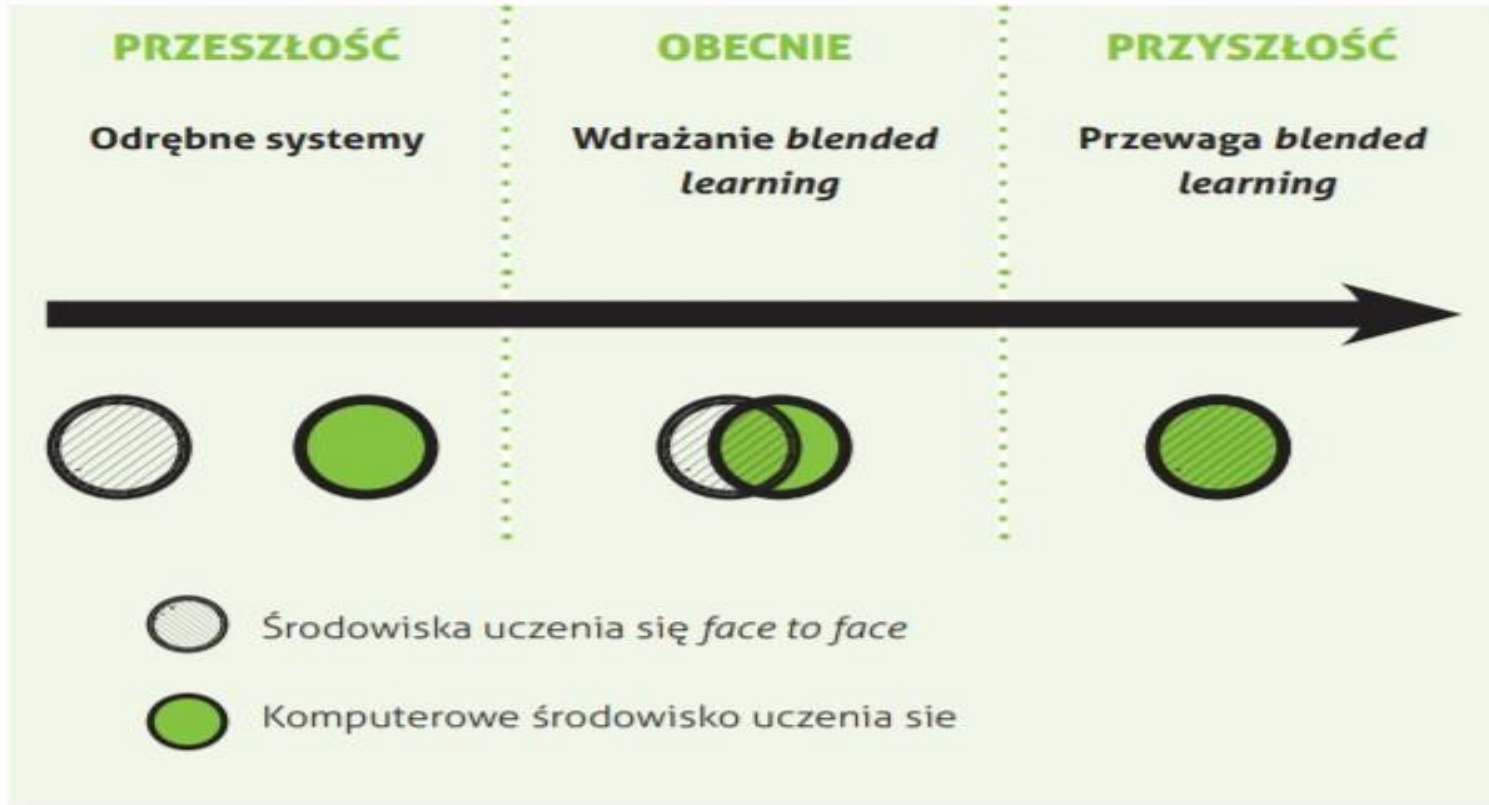 PRZESZŁOŚĆ
Odrębne systemy
OBECNIE
Wdrażanie blended
learning
PRZYSZŁOŚĆ
Przewaga blended
learning
Środowiska uczenia się face to face
Komputerowe środowisko uczenia sie